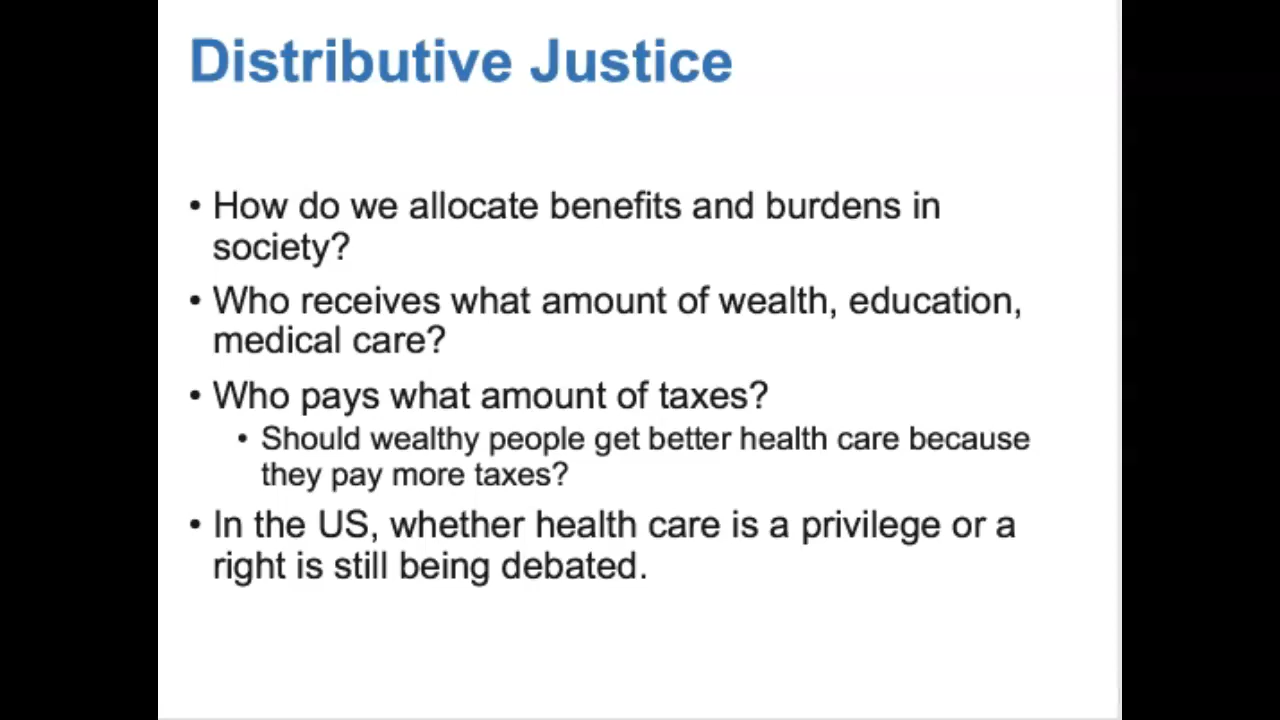 Distributive Justice
• How do we allocate benefits and burdens in
society?
• Who receives what amount of wealth, education,
medical care?
• Who pays what amount of taxes?
• Should wealthy people get better health care because
they pay more taxes?
• In the US, whether health care is a privilege or a
right is still being debated.